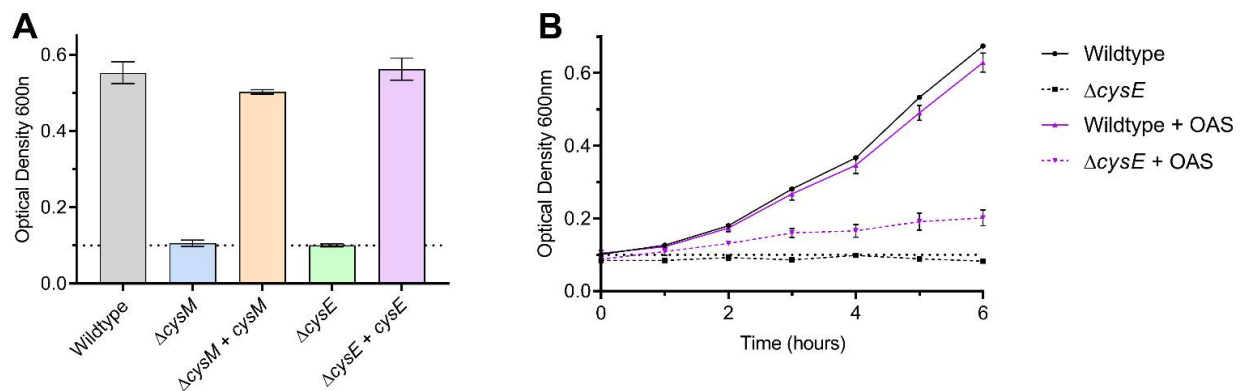 A
Optical Density 600n
0.6
0.4
0.2
0.0
Wildtype
ΔcysM
ΔcysM + cysM
ΔcysE
ΔcysE + cysE
B
Optical Density 600nm
0.6
0.4
0.2
0.0
0
2
4
6
Time (hours)
Wildtype
ΔcysE
Wildtype + OAS
ΔcysE + OAS